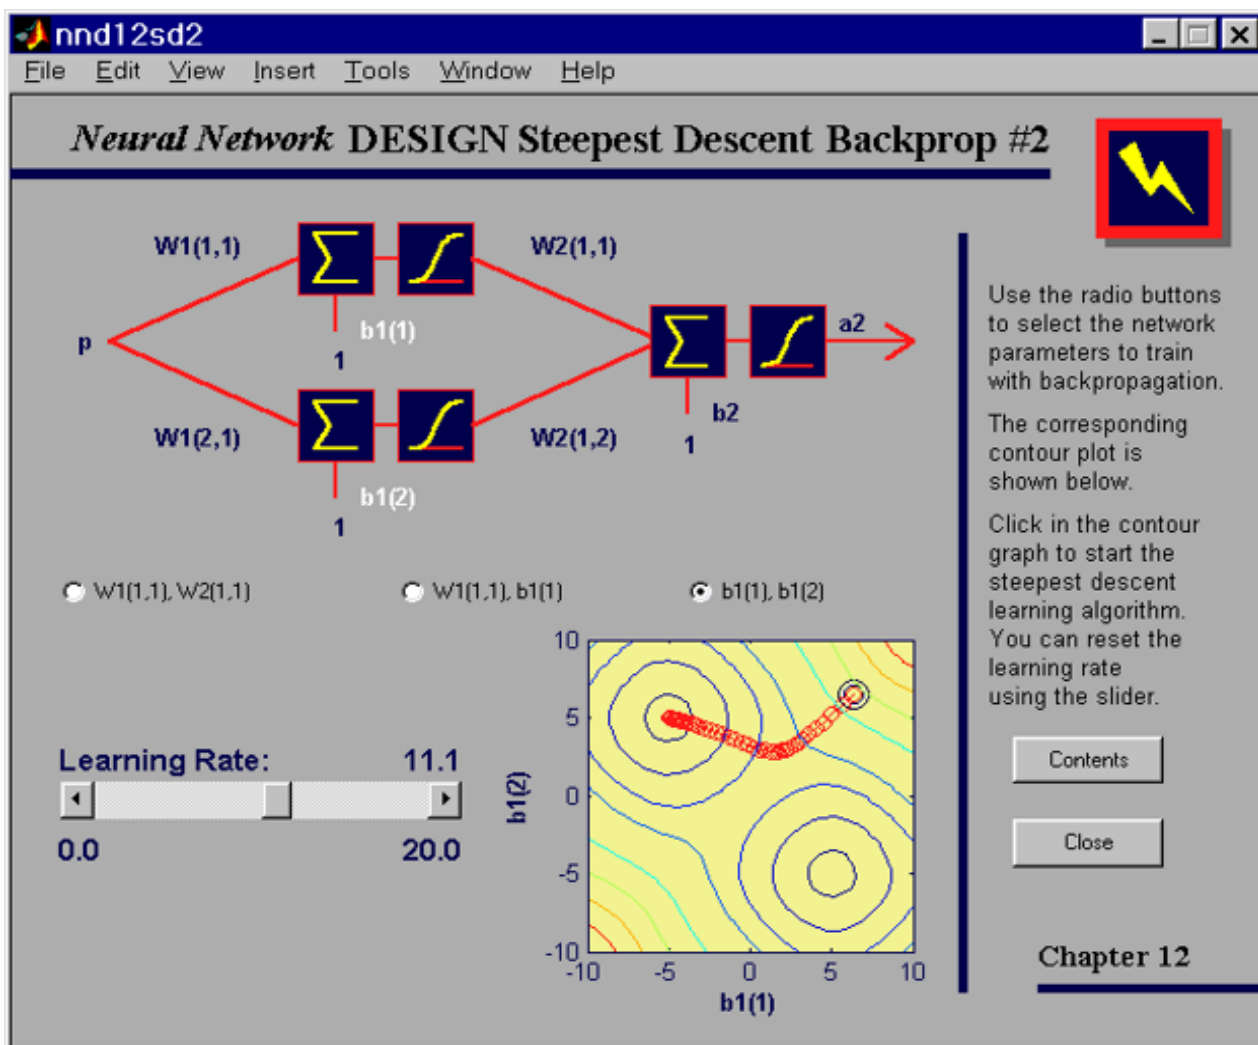 nnd12sd2
File Edit View Insert Tools Window Help
Neural Network DESIGN Steepest Descent Backprop #2
W1(1,1)
W2(1,1)
b1(1)
1
p
a2
b2
1
W1(2,1)
W2(1,2)
b1(2)
1
Use the radio buttons
to select the network
parameters to train
with backpropagation.
The corresponding
contour plot is
shown below.
Click in the contour
graph to start the
steepest descent
learning algorithm.
You can reset the
learning rate
using the slider.
W1(1,1), W2(1,1)
W1(1,1), b1(1)
b1(1), b1(2)
Learning Rate: 11.1
0.0 20.0
10
5
0
-5
-10
b1(2)
-10 -5 0 5 10
b1(1)
Contents
Close
Chapter 12